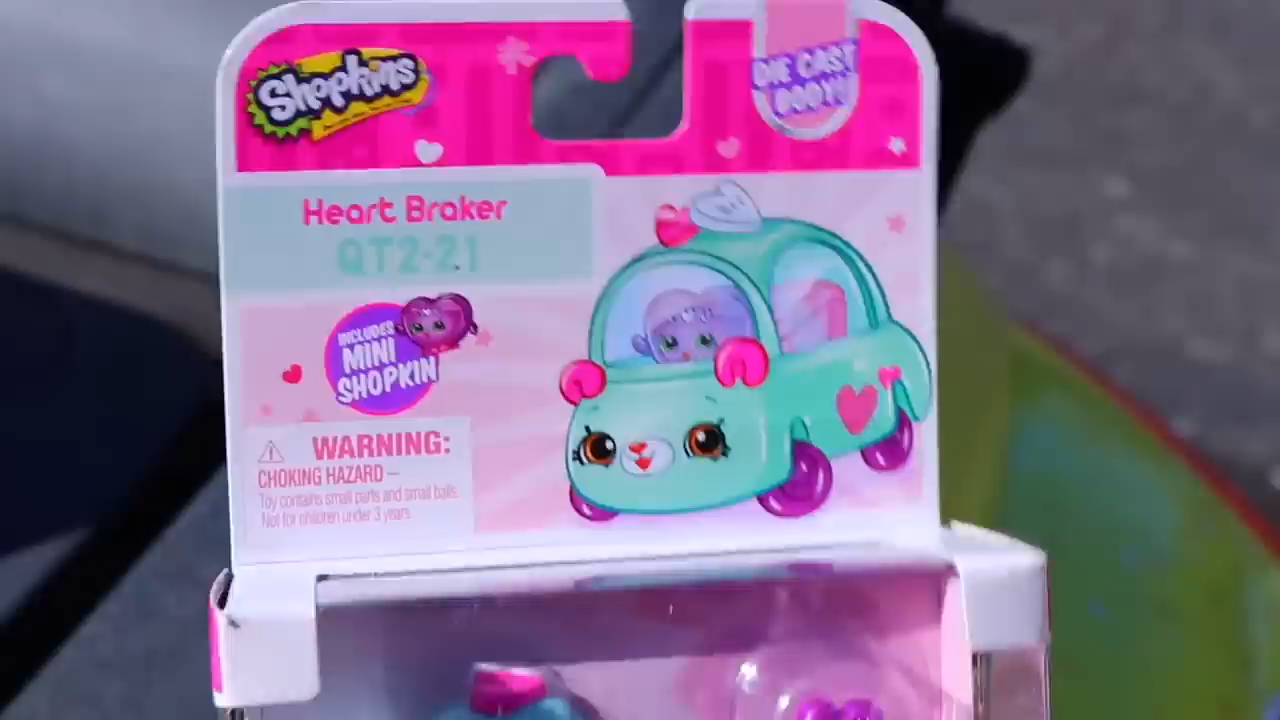 Shopkins
DIE CAST
BODY!
Heart Braker
QT2-21
INCLUDES
MINI
SHOPKIN
WARNING:
CHOKING HAZARD –
Toy contains small parts and small balls.
Not for children under 3 years.